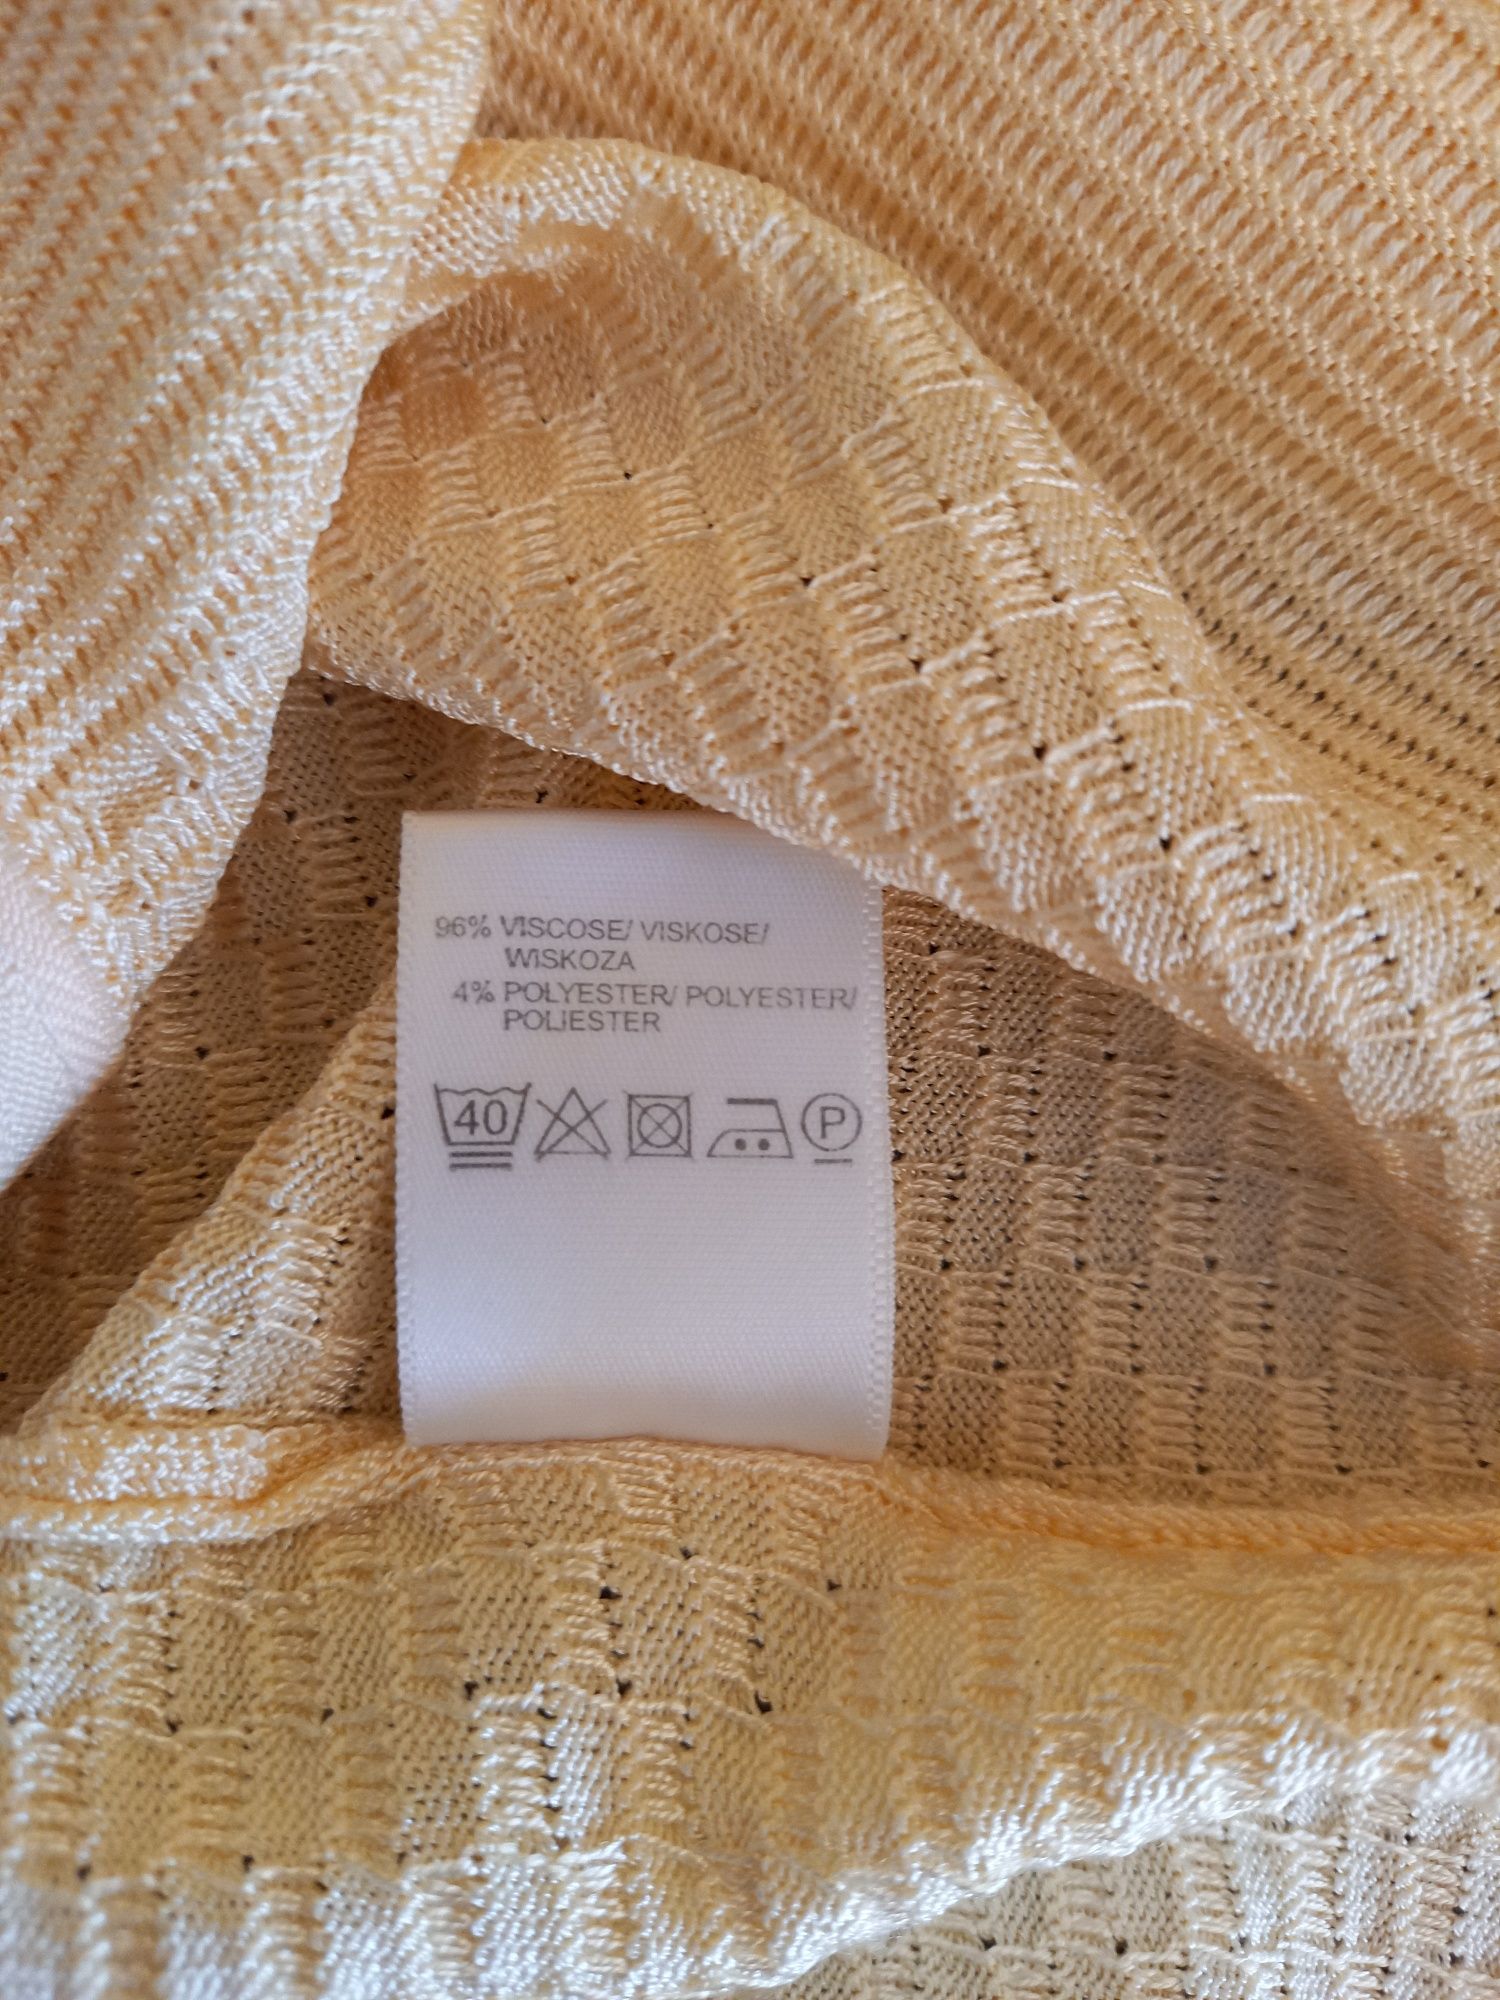 96% VISCOSE/ VISKOSE/
WISKOZA
4% POLYESTER/ POLYESTER/
POLIESTER
40 P